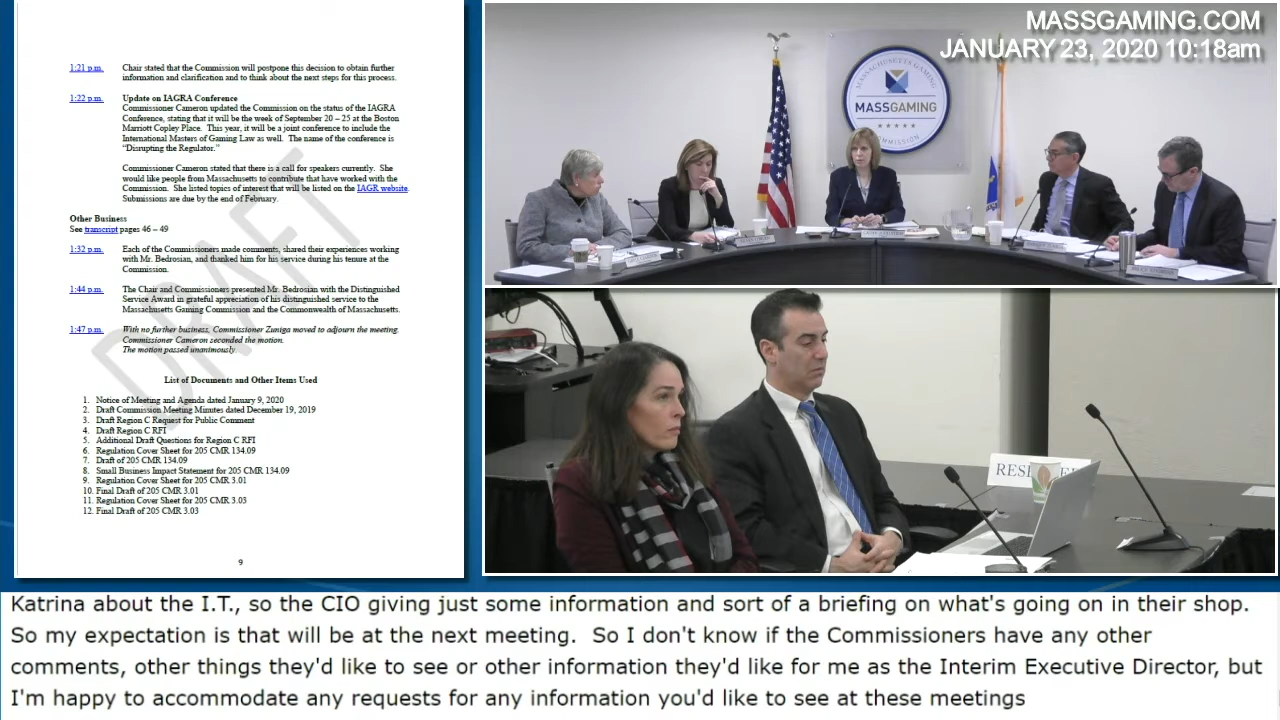 1:21 p.m. Chair stated that the Commission will postpone this decision to obtain further
information and clarification and to think about the next steps for this process.
1:22 p.m. Update on IAGRA Conference
Commissioner Cameron updated the Commission on the status of the IAGRA
Conference, stating that it will be the week of September 20 – 25 at the Boston
Marriott Copley Place. This year, it will be a joint conference to include the
International Masters of Gaming Law as well. The name of the conference is
"Disrupting the Regulator."
Commissioner Cameron stated that there is a call for speakers currently. She
would like people from Massachusetts to contribute that have worked with the
Commission. She listed topics of interest that will be listed on the IAGR website.
Submissions are due by the end of February.
Other Business
See transcript pages 46 – 49
1:32 p.m. Each of the Commissioners made comments, shared their experiences working
with Mr. Bedrosian, and thanked him for his service during his tenure at the
Commission.
1:44 p.m. The Chair and Commissioners presented Mr. Bedrosian with the Distinguished
Service Award in grateful appreciation of his distinguished service to the
Massachusetts Gaming Commission and the Commonwealth of Massachusetts.
1:47 p.m. With no further business, Commissioner Zuniga moved to adjourn the meeting.
Commissioner Cameron seconded the motion.
The motion passed unanimously.
List of Documents and Other Items Used
1. Notice of Meeting and Agenda dated January 9, 2020
2. Draft Commission Meeting Minutes dated December 19, 2019
3. Draft Region C Request for Public Comment
4. Draft Region C RFI
5. Additional Draft Questions for Region C RFI
6. Regulation Cover Sheet for 205 CMR 134.09
7. Draft of 205 CMR 134.09
8. Small Business Impact Statement for 205 CMR 134.09
9. Regulation Cover Sheet for 205 CMR 3.01
10. Final Draft of 205 CMR 3.01
11. Regulation Cover Sheet for 205 CMR 3.03
12. Final Draft of 205 CMR 3.03
9
DRAFT
MASSGAMING.COM
JANUARY 23, 2020 10:18am
MASSACHUSETTS GAMING
MASSGAMING
COMMISSION
Katrina about the I.T., so the CIO giving just some information and sort of a briefing on what's going on in their shop.
So my expectation is that will be at the next meeting. So I don't know if the Commissioners have any other
comments, other things they'd like to see or other information they'd like for me as the Interim Executive Director, but
I'm happy to accommodate any requests for any information you'd like to see at these meetings